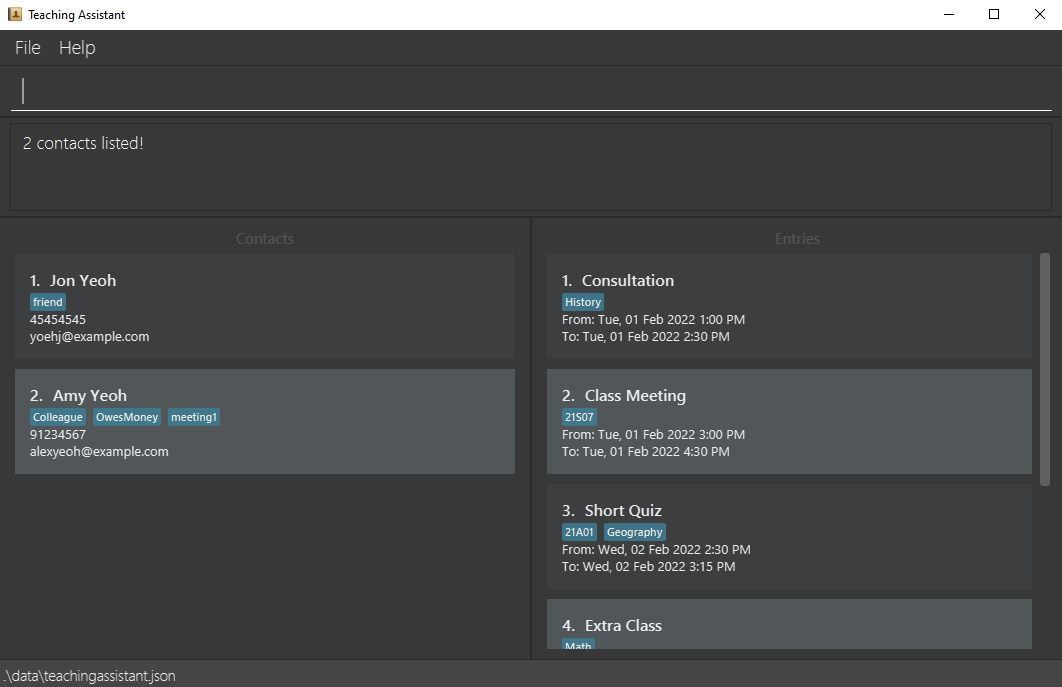 Teaching Assistant
File Help
2 contacts listed!
Contacts
1. Jon Yeoh
friend
45454545
yoehj@example.com
2. Amy Yeoh
Colleague OwesMoney meeting1
91234567
alexyeoh@example.com
Entries
1. Consultation
History
From: Tue, 01 Feb 2022 1:00 PM
To: Tue, 01 Feb 2022 2:30 PM
2. Class Meeting
21S07
From: Tue, 01 Feb 2022 3:00 PM
To: Tue, 01 Feb 2022 4:30 PM
3. Short Quiz
21A01 Geography
From: Wed, 02 Feb 2022 2:30 PM
To: Wed, 02 Feb 2022 3:15 PM
4. Extra Class
Math
.\data\teachingassistant.json